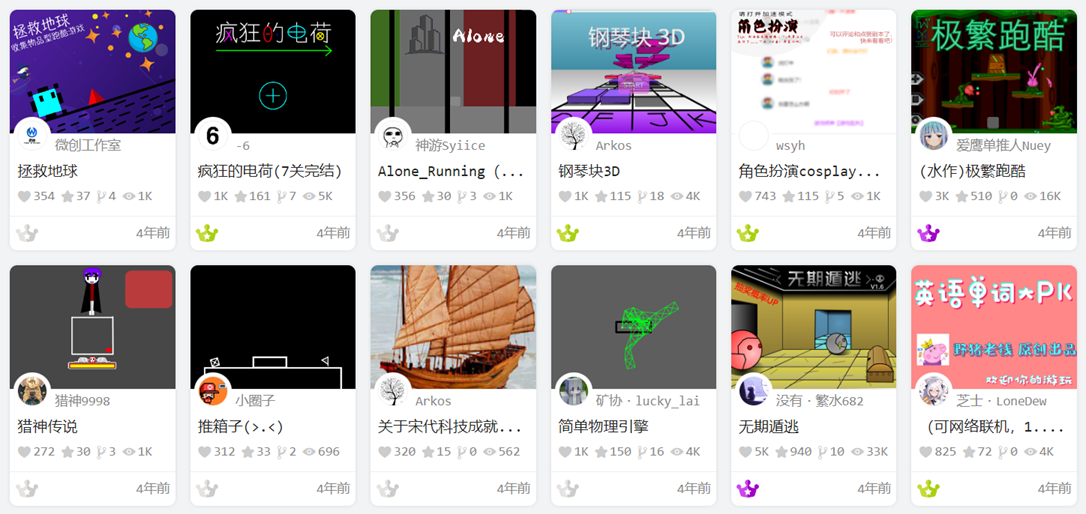 拯救地球
收集物品型跑酷游戏
微创工作室
拯救地球
354 37 4 1K
4年前
疯狂的电荷
6
-6
疯狂的电荷(7关完结)
1K 161 7 5K
4年前
Alone
神游Syiice
Alone_Running (...
356 30 3 1K
4年前
钢琴块 3D
START
Arkos
钢琴块3D
1K 115 18 4K
4年前
角色扮演
wsyh
角色扮演cosplay...
743 115 5 1K
4年前
极繁跑酷
爱鹰单推人Nuey
(水作)极繁跑酷
3K 510 0 16K
4年前
猎神9998
猎神传说
272 30 3 1K
4年前
小圈子
推箱子(>.<)
312 33 2 696
4年前
Arkos
关于宋代科技成就...
320 15 0 562
4年前
矿协·lucky_lai
简单物理引擎
1K 150 16 4K
4年前
无期遁逃
V1.6
抽奖概率UP
没有·繁水682
无期遁逃
5K 940 10 33K
4年前
英语单词大PK
野猪老钱 原创出品
欢迎你的游玩
芝士·LoneDew
(可网络联机，1....
825 72 0 4K
4年前